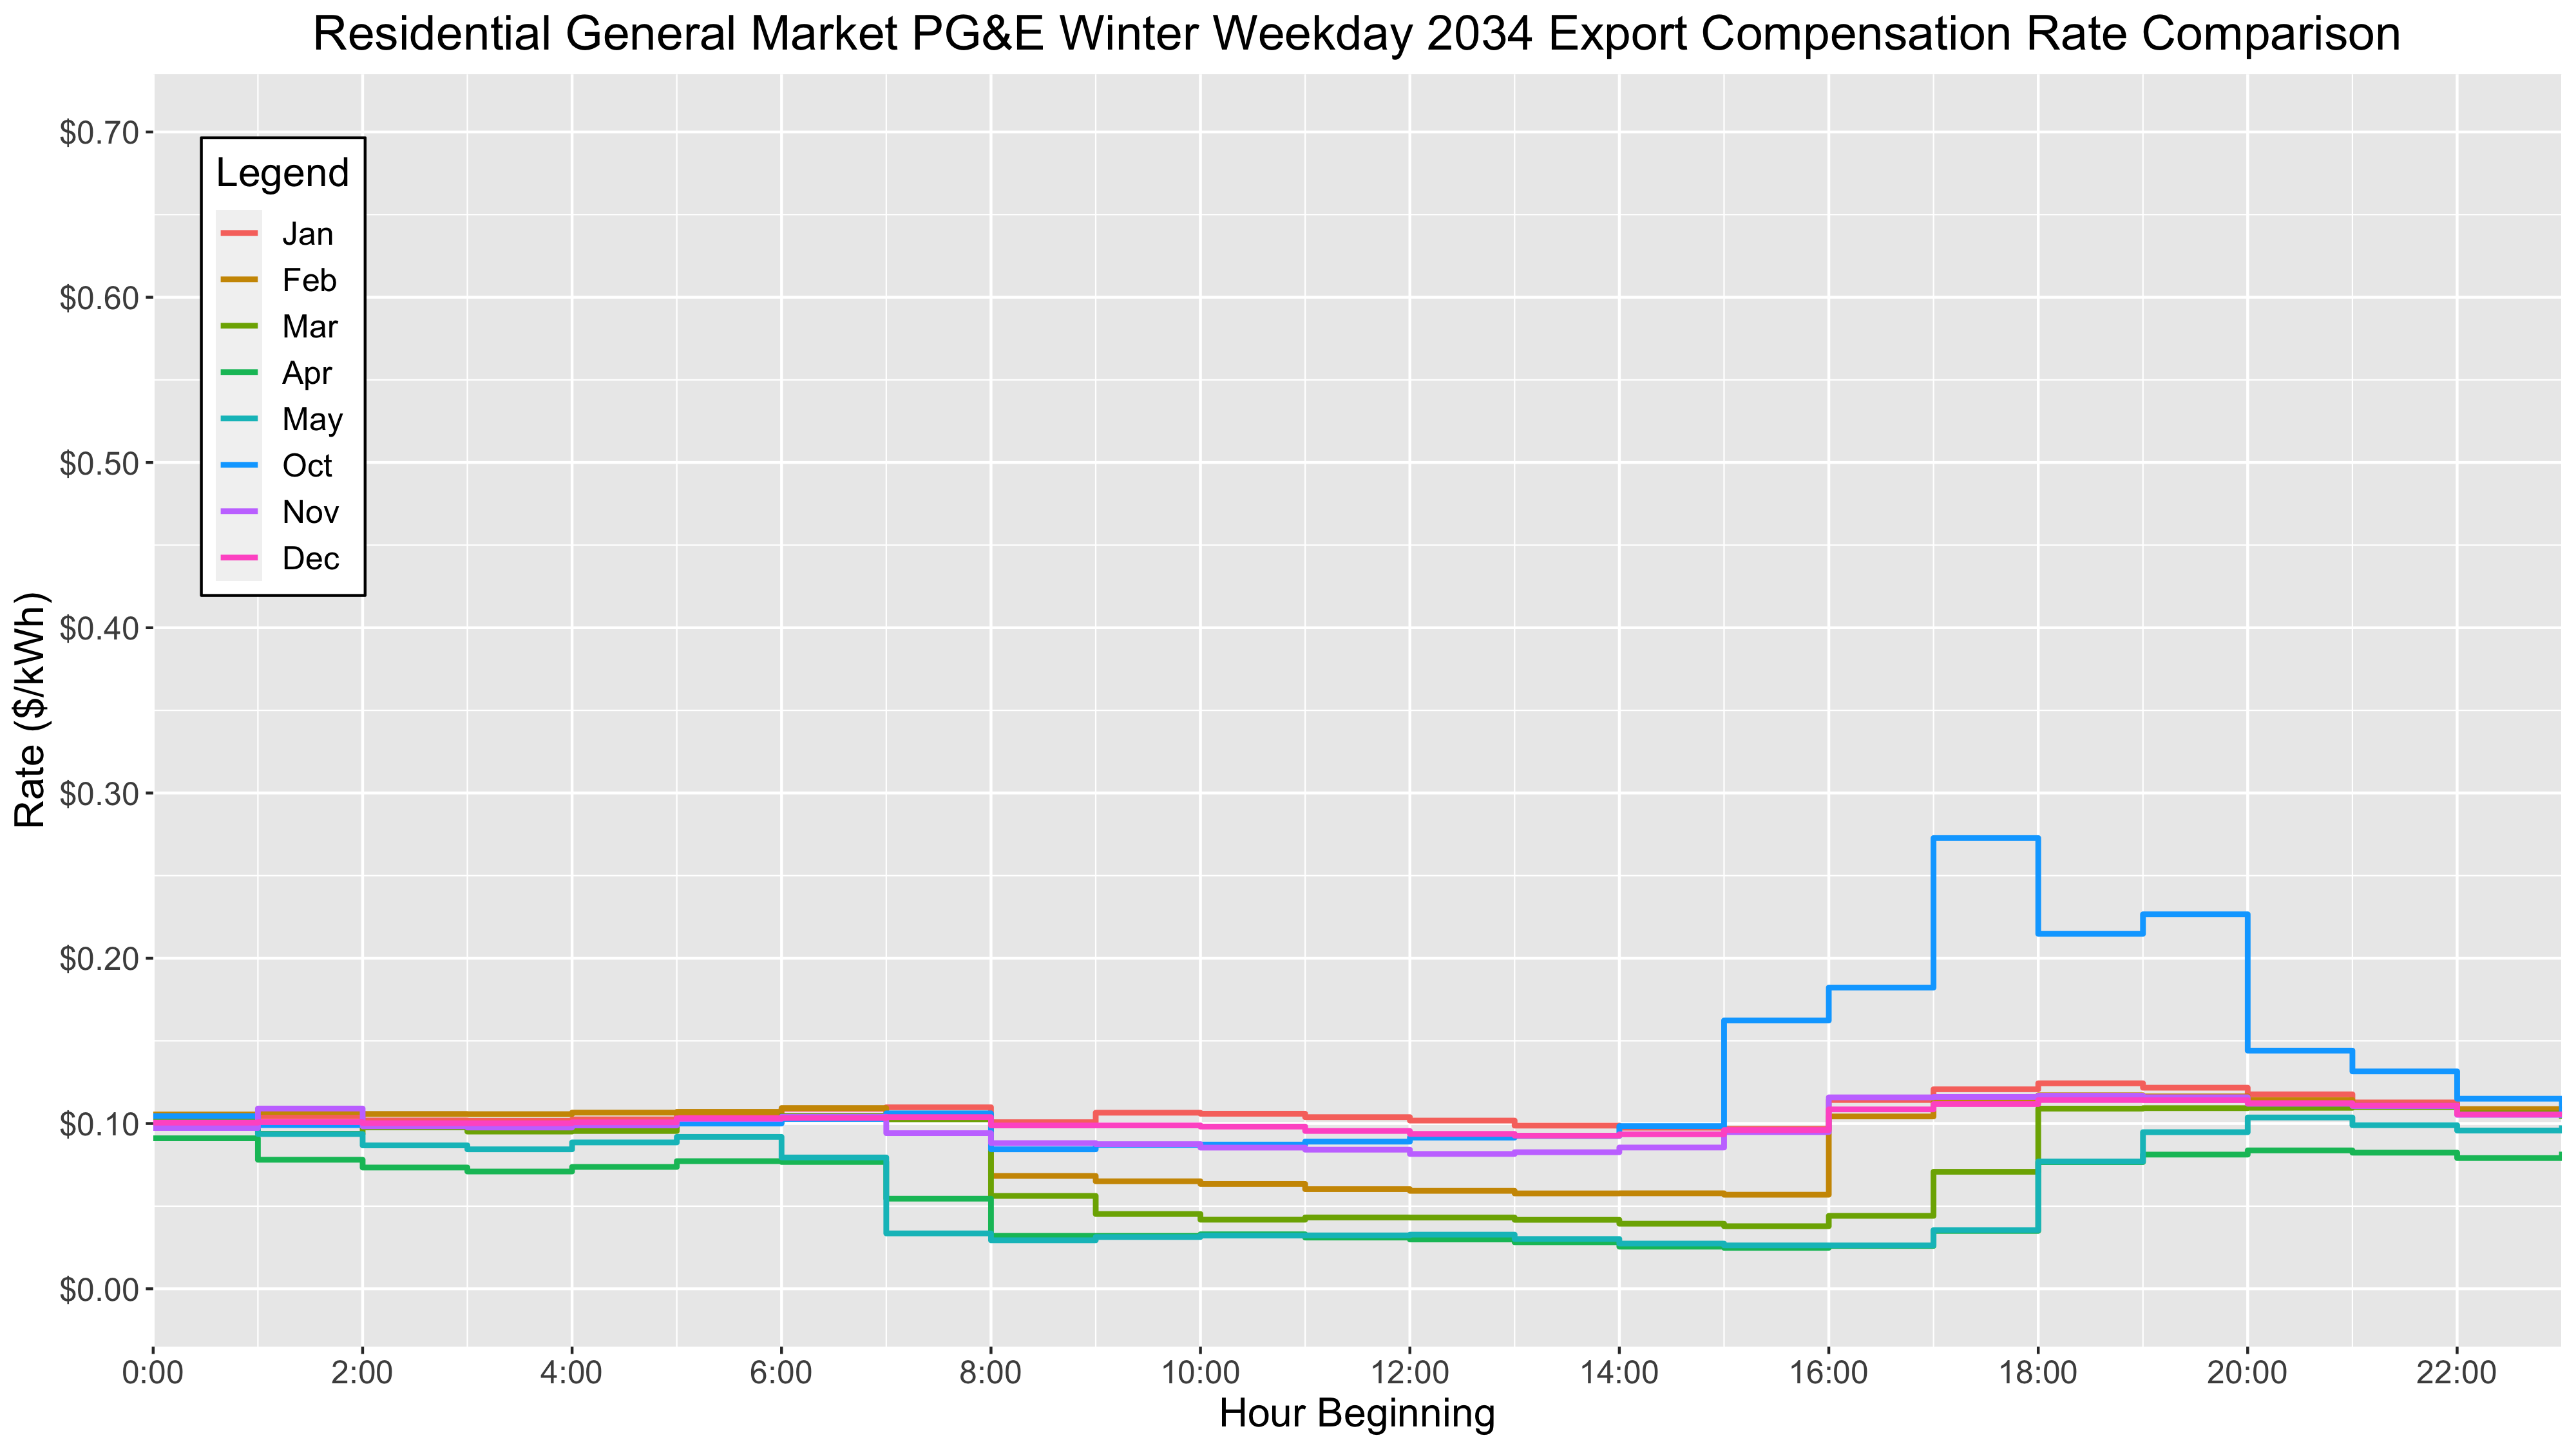 Residential General Market PG&E Winter Weekday 2034 Export Compensation Rate Comparison
Rate ($/kWh)
$0.70
$0.60
$0.50
$0.40
$0.30
$0.20
$0.10
$0.00
Legend
Jan
Feb
Mar
Apr
May
Oct
Nov
Dec
0:00 2:00 4:00 6:00 8:00 10:00 12:00 14:00 16:00 18:00 20:00 22:00
Hour Beginning